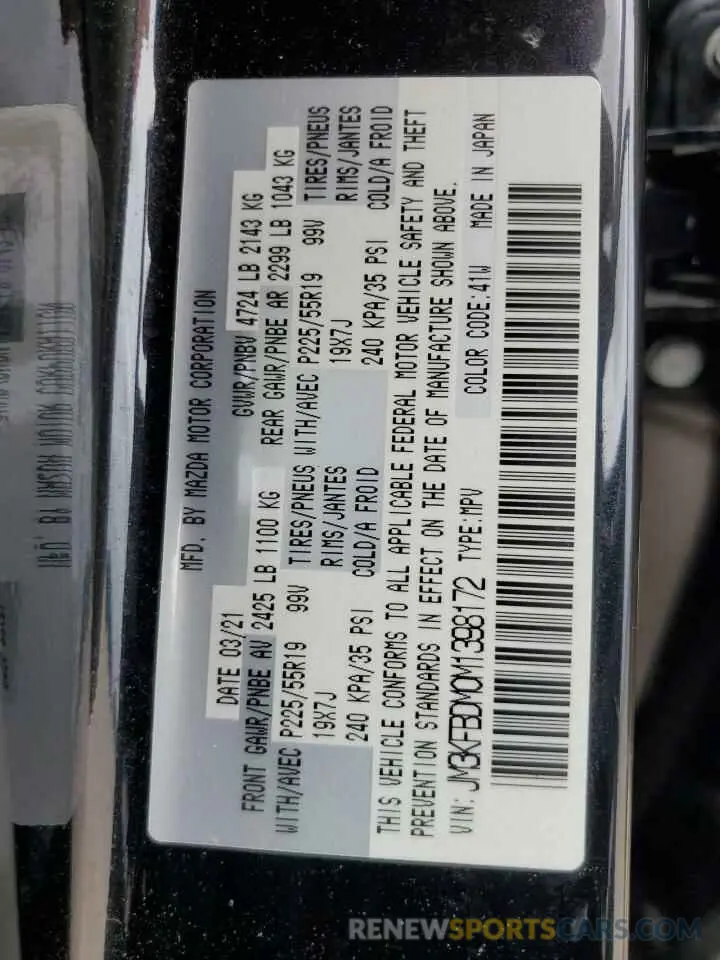 MFD. BY MAZDA MOTOR CORPORATION
DATE 03/21 GVWR/PNBV 4724 LB 2143 KG
FRONT GAWR/PNBE AV 2425 LB 1100 KG REAR GAWR/PNBE AR 2299 LB 1043 KG
WITH/AVEC P225/55R19 99V TIRES/PNEUS WITH/AVEC P225/55R19 99V TIRES/PNEUS
19X7J RIMS/JANTES 19X7J RIMS/JANTES
240 KPA/35 PSI COLD/A FROID 240 KPA/35 PSI COLD/A FROID
THIS VEHICLE CONFORMS TO ALL APPLICABLE FEDERAL MOTOR VEHICLE SAFETY AND THEFT
PREVENTION STANDARDS IN EFFECT ON THE DATE OF MANUFACTURE SHOWN ABOVE.
VIN: JM3KFBDM0M1398172 TYPE:MPV COLOR CODE:41W MADE IN JAPAN
RENEWSPORTSCARS.COM